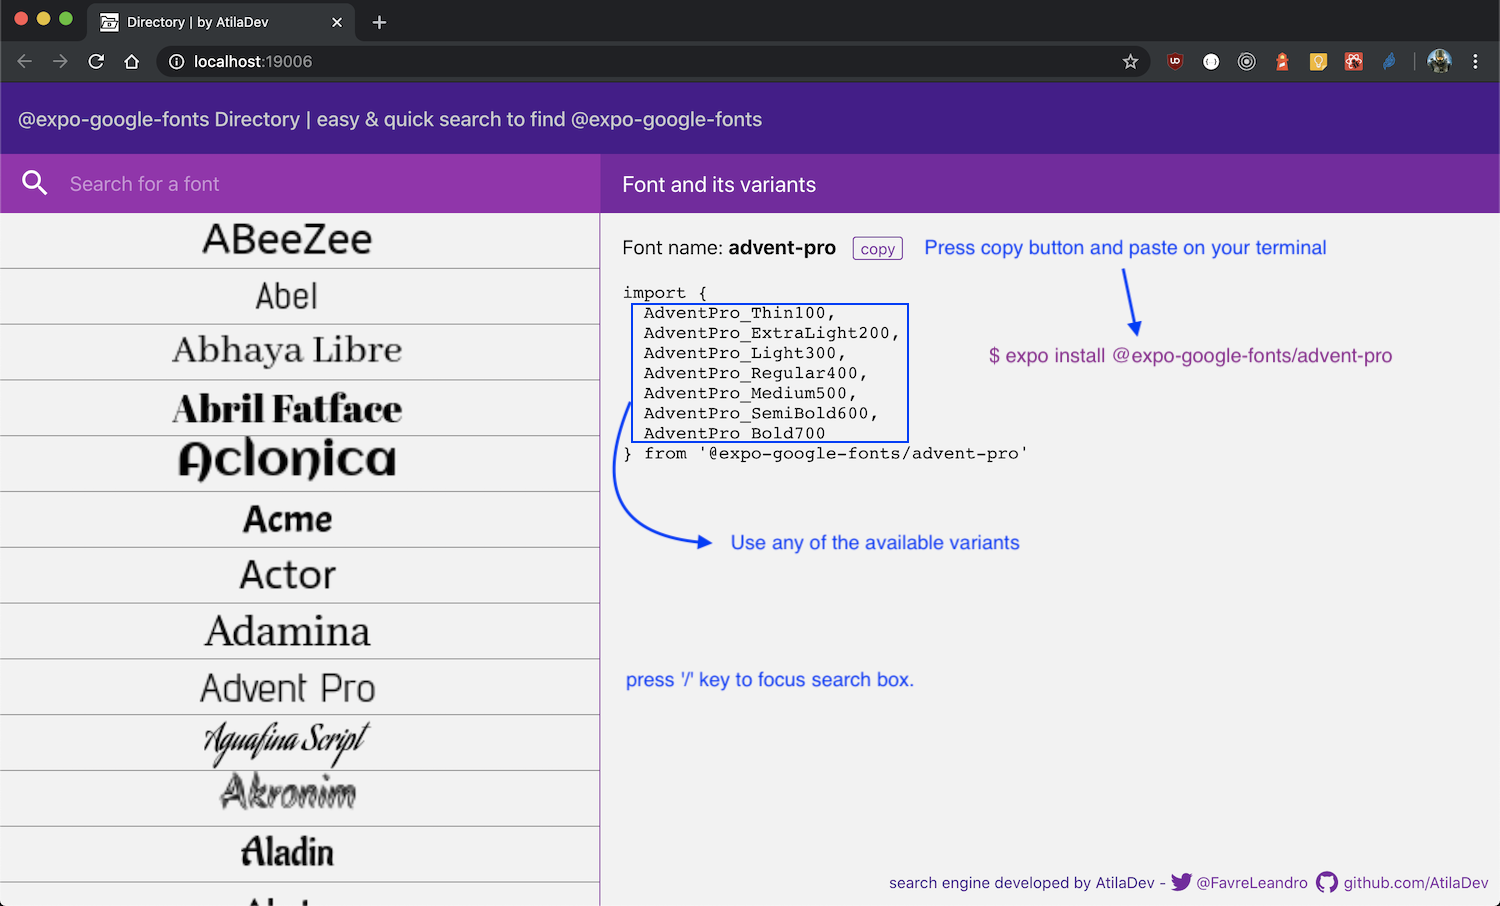 Directory | by AtilaDev
localhost:19006
@expo-google-fonts Directory | easy & quick search to find @expo-google-fonts
Search for a font
ABeeZee
Abel
Abhaya Libre
Abril Fatface
Aclonica
Acme
Actor
Adamina
Advent Pro
Aguafina Script
Akronim
Aladin
Font and its variants
Font name: advent-pro
copy
Press copy button and paste on your terminal
import {
AdventPro_Thin100,
AdventPro_ExtraLight200,
AdventPro_Light300,
AdventPro_Regular400,
AdventPro_Medium500,
AdventPro_SemiBold600,
AdventPro_Bold700
} from '@expo-google-fonts/advent-pro'
$ expo install @expo-google-fonts/advent-pro
Use any of the available variants
press '/' key to focus search box.
search engine developed by AtilaDev - @FavreLeandro github.com/AtilaDev